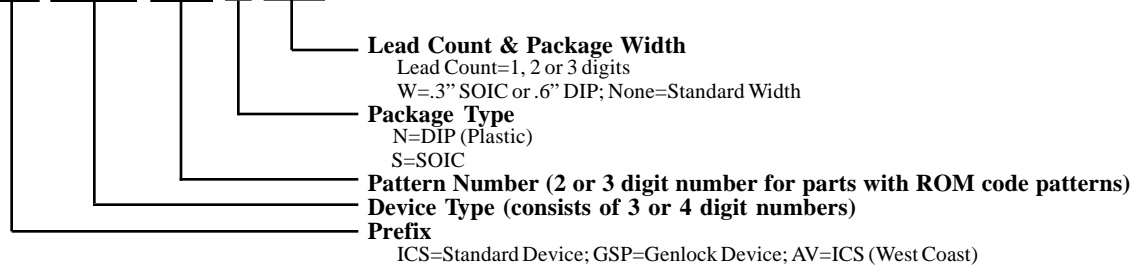 Lead Count & Package Width
Lead Count=1, 2 or 3 digits
W=.3” SOIC or .6” DIP; None=Standard Width
Package Type
N=DIP (Plastic)
S=SOIC
Pattern Number (2 or 3 digit number for parts with ROM code patterns)
Device Type (consists of 3 or 4 digit numbers)
Prefix
ICS=Standard Device; GSP=Genlock Device; AV=ICS (West Coast)